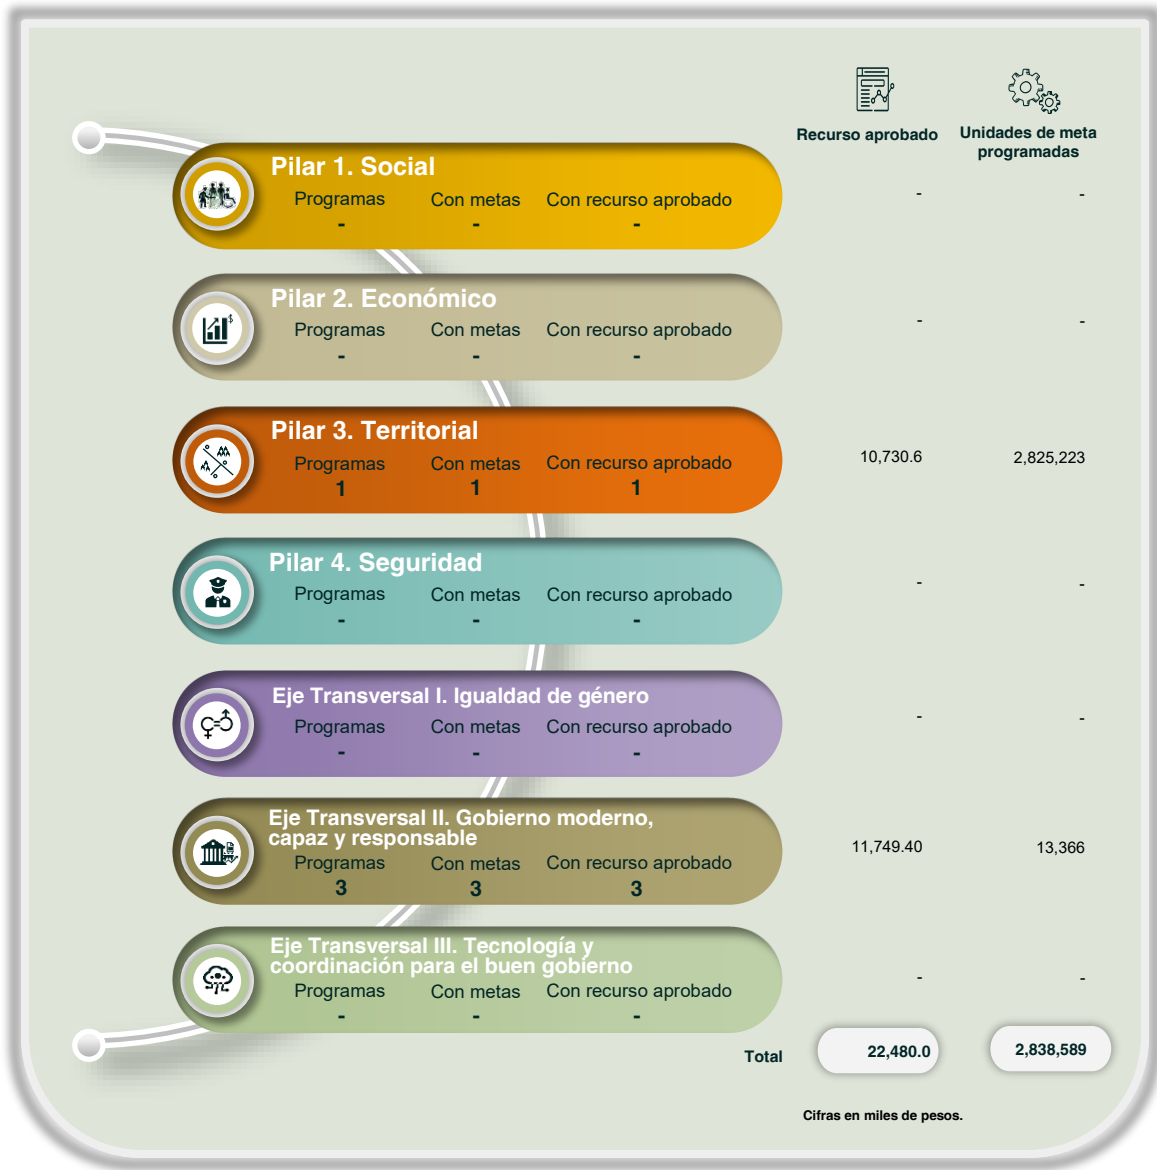 Recurso aprobado
Unidades de meta
programadas
Pilar 1. Social
Programas Con metas Con recurso aprobado
- - -
- -
Pilar 2. Económico
Programas Con metas Con recurso aprobado
- - -
- -
Pilar 3. Territorial
Programas Con metas Con recurso aprobado
1 1 1
10,730.6 2,825,223
Pilar 4. Seguridad
Programas Con metas Con recurso aprobado
- - -
- -
Eje Transversal I. Igualdad de género
Programas Con metas Con recurso aprobado
- - -
- -
Eje Transversal II. Gobierno moderno,
capaz y responsable
Programas Con metas Con recurso aprobado
3 3 3
11,749.40 13,366
Eje Transversal III. Tecnología y
coordinación para el buen gobierno
Programas Con metas Con recurso aprobado
- - -
- -
Total 22,480.0 2,838,589
Cifras en miles de pesos.